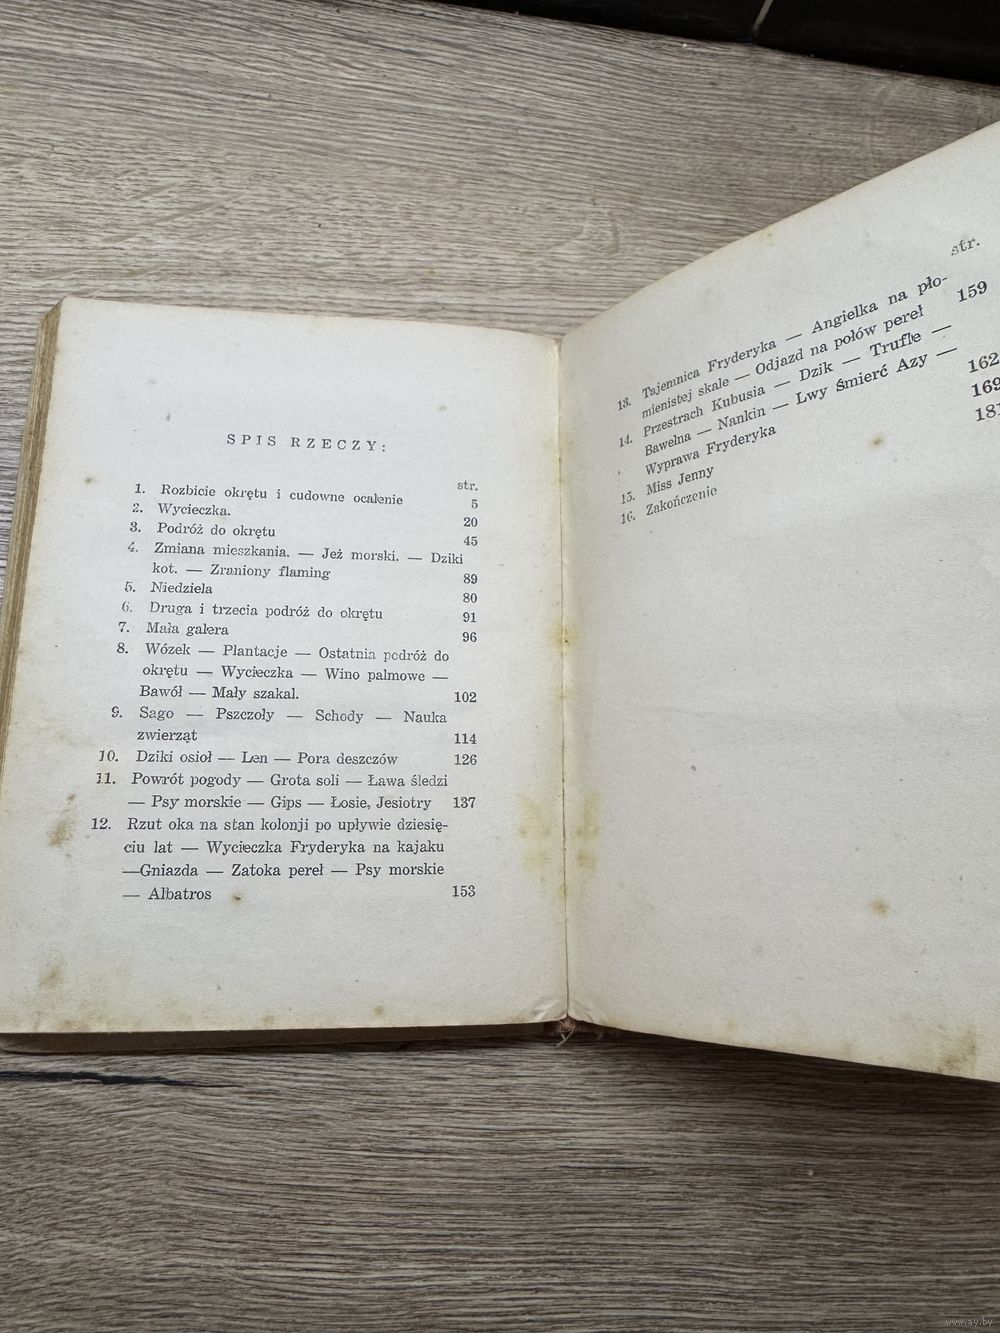 SPIS RZECZY:
str.
1. Rozbicie okrętu i cudowne ocalenie 5
2. Wycieczka. 20
3. Podróż do okrętu 45
4. Zmiana mieszkania. — Jeż morski. — Dziki
kot. — Zraniony flaming 89
5. Niedziela 80
6. Druga i trzecia podróż do okrętu 91
7. Mała galera 96
8. Wózek — Plantacje — Ostatnia podróż do
okrętu — Wycieczka — Wino palmowe —
Bawół — Mały szakal. 102
9. Sago — Pszczoły — Schody — Nauka
zwierząt 114
10. Dziki osioł — Len — Pora deszczów 126
11. Powrót pogody — Grota soli — Ława śledzi
— Psy morskie — Gips — Łosie, Jesiotry 137
12. Rzut oka na stan kolonji po upływie dziesię-
ciu lat — Wycieczka Fryderyka na kajaku
—Gniazda — Zatoka pereł — Psy morskie
— Albatros 153
str.
13. Tajemnica Fryderyka — Angielka na pło-
mienistej skale — Odjazd na połów pereł 159
14. Przestrach Kubusia — Dzik — Trufle —
Bawełna — Nankin — Lwy Śmierć Azy —
Wyprawa Fryderyka 162
15. Miss Jenny 169
16. Zakończenie 181
www.ay.by